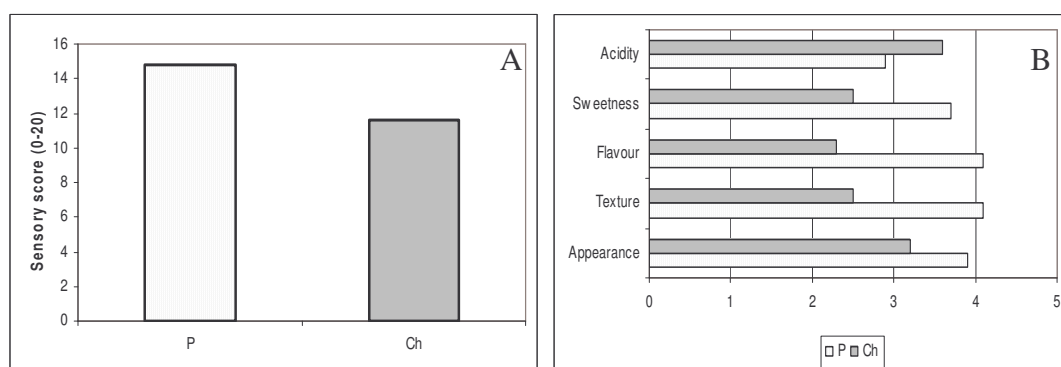 A
Sensory score (0-20)
16
14
12
10
8
6
4
2
0
P
Ch
B
Acidity
Sweetness
Flavour
Texture
Appearance
0
1
2
3
4
5
P
Ch